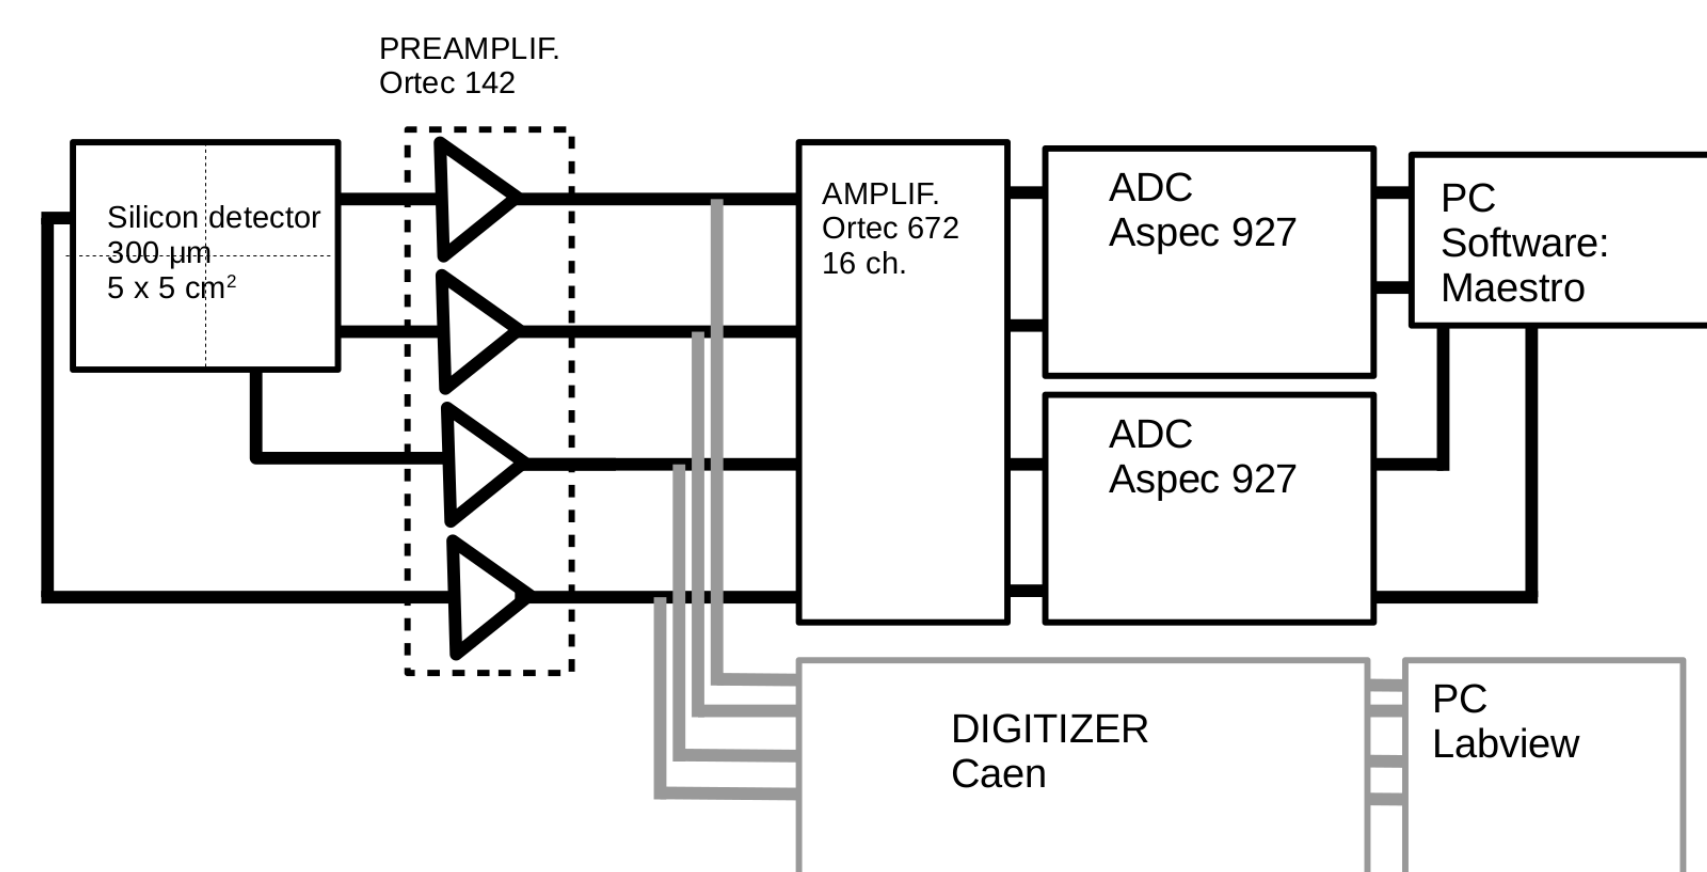 PREAMPLIF.
Ortec 142
Silicon detector
300 μm
5 x 5 cm²
AMPLIF.
Ortec 672
16 ch.
ADC
Aspec 927
PC
Software:
Maestro
ADC
Aspec 927
DIGITIZER
Caen
PC
Labview